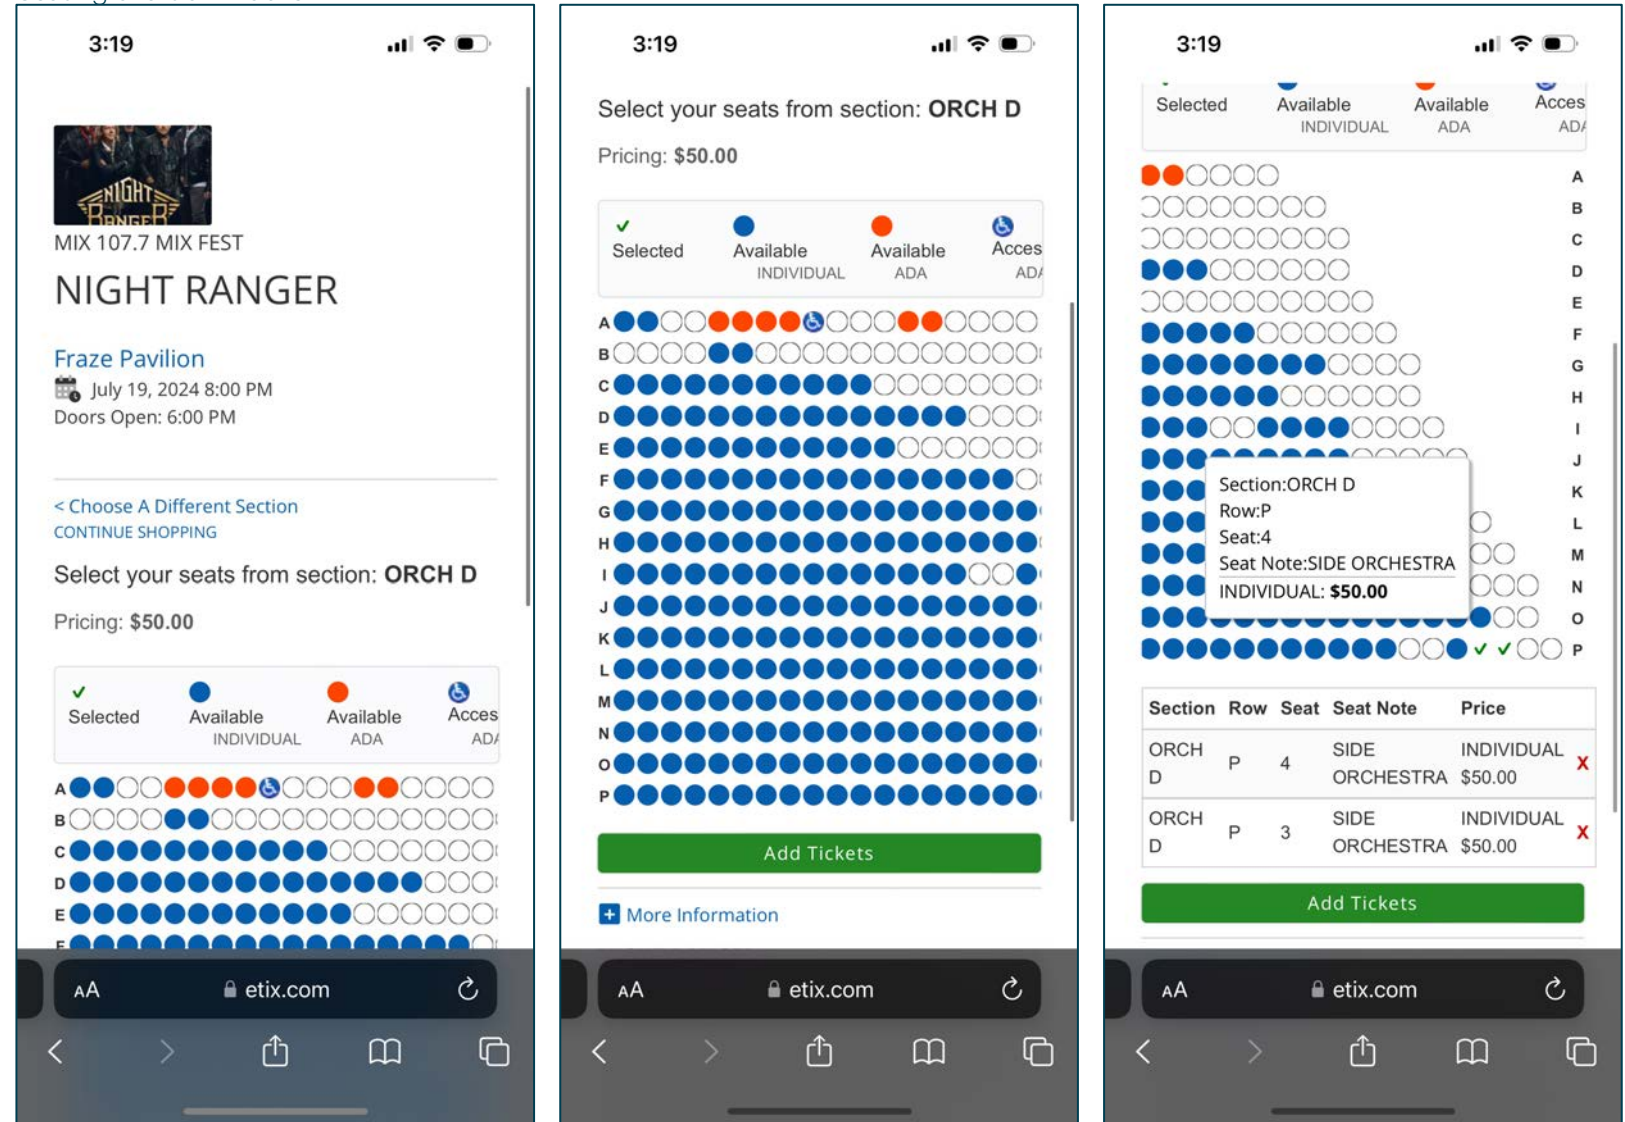 3:19
NIGHT
RANGER
MIX 107.7 MIX FEST
NIGHT RANGER
Fraze Pavilion
July 19, 2024 8:00 PM
Doors Open: 6:00 PM
< Choose A Different Section
CONTINUE SHOPPING
Select your seats from section: ORCH D
Pricing: $50.00
Selected Available Available Acces
INDIVIDUAL ADA ADA
A
B
C
D
E
F
AA etix.com
3:19
Select your seats from section: ORCH D
Pricing: $50.00
Selected Available Available Acces
INDIVIDUAL ADA ADA
A
B
C
D
E
F
G
H
I
J
K
L
M
N
O
P
Add Tickets
+ More Information
AA etix.com
3:19
Selected Available Available Acces
INDIVIDUAL ADA ADA
A
B
C
D
E
F
G
H
I
J
K
L
M
N
O
P
Section:ORCH D
Row:P
Seat:4
Seat Note:SIDE ORCHESTRA
INDIVIDUAL: $50.00
Section Row Seat Seat Note Price
ORCH D P 4 SIDE ORCHESTRA INDIVIDUAL $50.00 X
ORCH D P 3 SIDE ORCHESTRA INDIVIDUAL $50.00 X
Add Tickets
AA etix.com